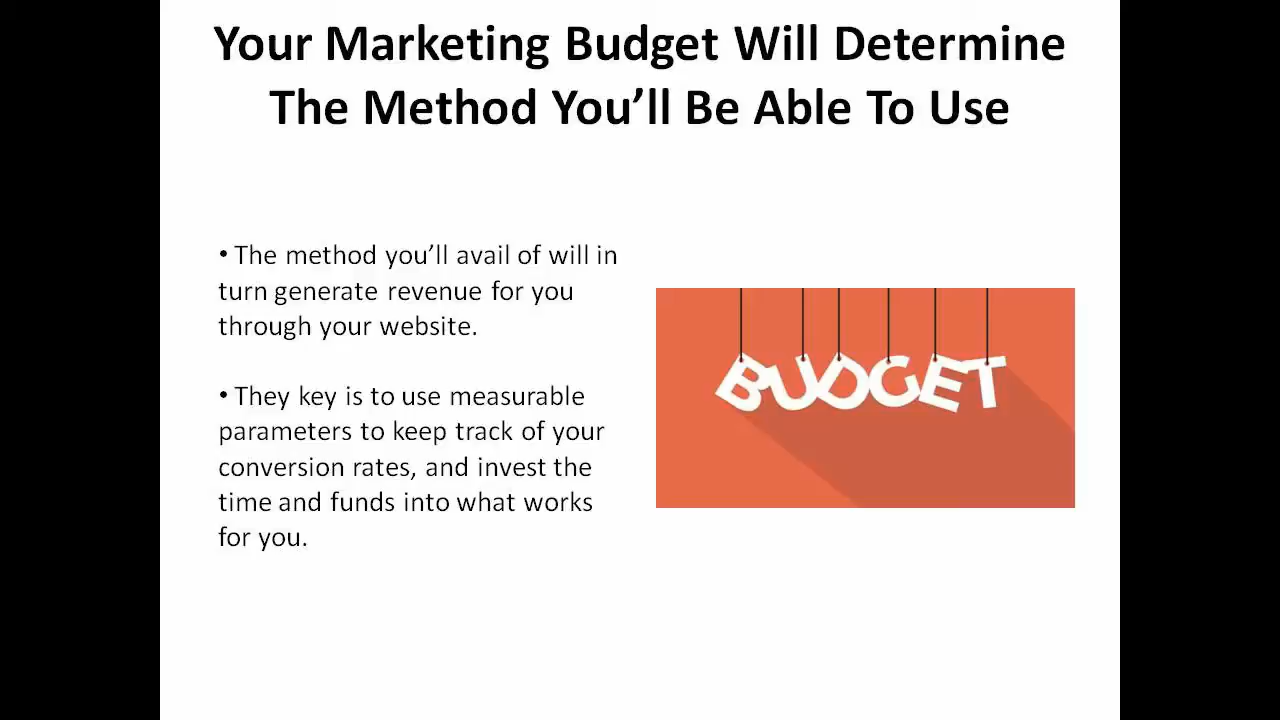 Your Marketing Budget Will Determine
The Method You’ll Be Able To Use
• The method you’ll avail of will in
turn generate revenue for you
through your website.
• They key is to use measurable
parameters to keep track of your
conversion rates, and invest the
time and funds into what works
for you.
BUDGET